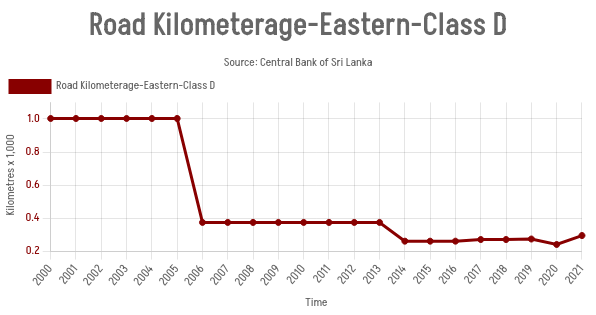 Road Kilometerage-Eastern-Class D
Source: Central Bank of Sri Lanka
Road Kilometerage-Eastern-Class D
Kilometres x 1,000
1.0
0.8
0.6
0.4
0.2
2000 2001 2002 2003 2004 2005 2006 2007 2008 2009 2010 2011 2012 2013 2014 2015 2016 2017 2018 2019 2020 2021
Time